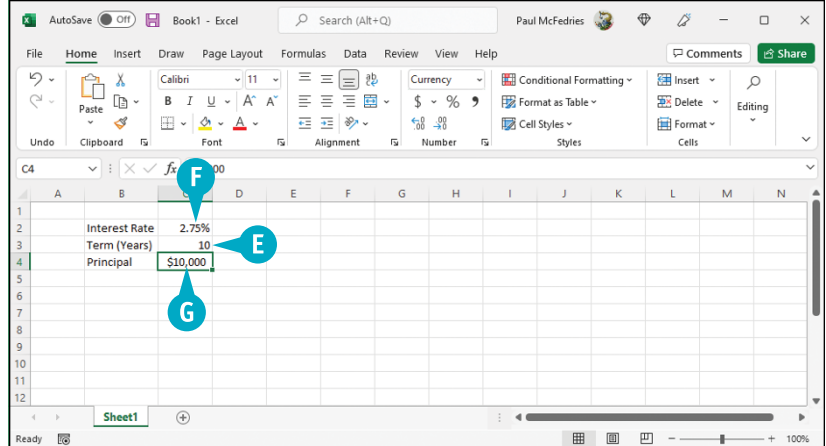 AutoSave Off Book1 - Excel Search (Alt+Q) Paul McFedries
File Home Insert Draw Page Layout Formulas Data Review View Help Comments Share
Calibri 11 Currency Conditional Formatting Insert
Paste B I U A A $ % Format as Table Delete Editing
A Cell Styles Format
Undo Clipboard Font Alignment Number Styles Cells
C4 fx 00
F
A B D E F G H I J K L M N
1
2 Interest Rate 2.75%
3 Term (Years) 10 E
4 Principal $10,000
5
6
7 G
8
9
10
11
12
Sheet1
Ready 100%